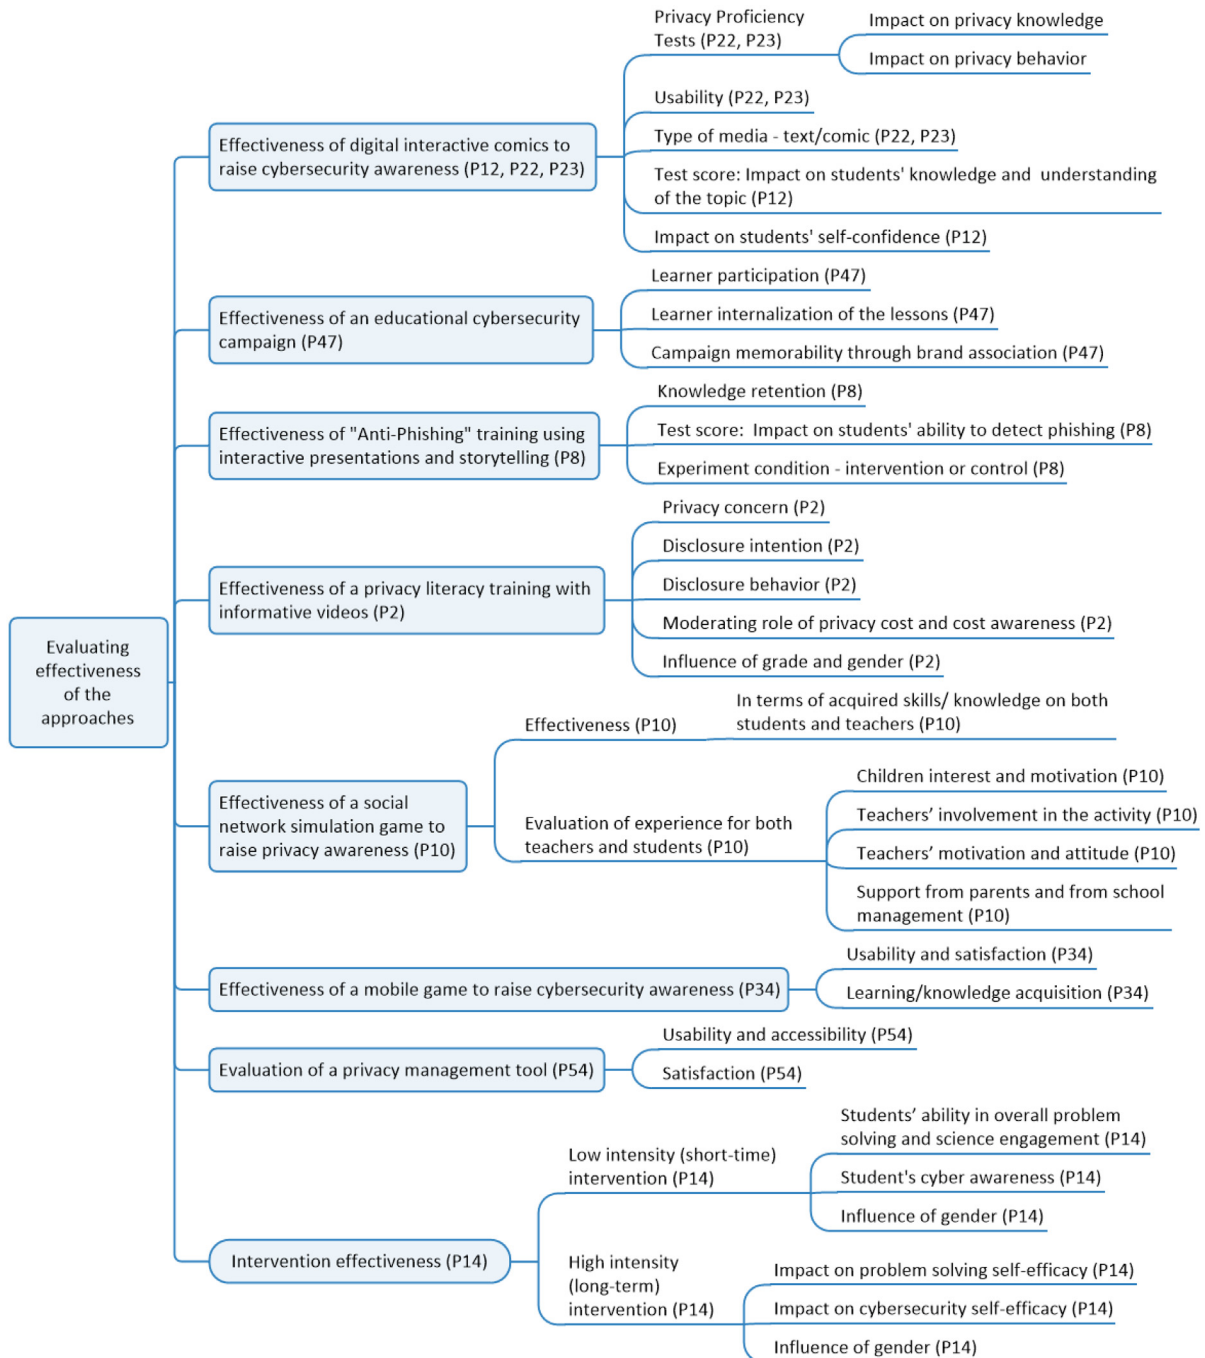 Evaluating
effectiveness
of the
approaches
Effectiveness of digital interactive comics to
raise cybersecurity awareness (P12, P22, P23)
Privacy Proficiency
Tests (P22, P23)
Impact on privacy knowledge
Impact on privacy behavior
Usability (P22, P23)
Type of media - text/comic (P22, P23)
Test score: Impact on students' knowledge and  understanding
of the topic (P12)
Impact on students' self-confidence (P12)
Effectiveness of an educational cybersecurity
campaign (P47)
Learner participation (P47)
Learner internalization of the lessons (P47)
Campaign memorability through brand association (P47)
Effectiveness of "Anti-Phishing" training using
interactive presentations and storytelling (P8)
Knowledge retention (P8)
Test score:  Impact on students' ability to detect phishing (P8)
Experiment condition - intervention or control (P8)
Effectiveness of a privacy literacy training with
informative videos (P2)
Privacy concern (P2)
Disclosure intention (P2)
Disclosure behavior (P2)
Moderating role of privacy cost and cost awareness (P2)
Influence of grade and gender (P2)
Effectiveness of a social
network simulation game to
raise privacy awareness (P10)
Effectiveness (P10)
In terms of acquired skills/ knowledge on both
students and teachers (P10)
Evaluation of experience for both
teachers and students (P10)
Children interest and motivation (P10)
Teachers’ involvement in the activity (P10)
Teachers’ motivation and attitude (P10)
Support from parents and from school
management (P10)
Effectiveness of a mobile game to raise cybersecurity awareness (P34)
Usability and satisfaction (P34)
Learning/knowledge acquisition (P34)
Evaluation of a privacy management tool (P54)
Usability and accessibility (P54)
Satisfaction (P54)
Intervention effectiveness (P14)
Low intensity (short-time)
intervention (P14)
Students’ ability in overall problem
solving and science engagement (P14)
Student's cyber awareness (P14)
Influence of gender (P14)
High intensity
(long-term)
intervention (P14)
Impact on problem solving self-efficacy (P14)
Impact on cybersecurity self-efficacy (P14)
Influence of gender (P14)